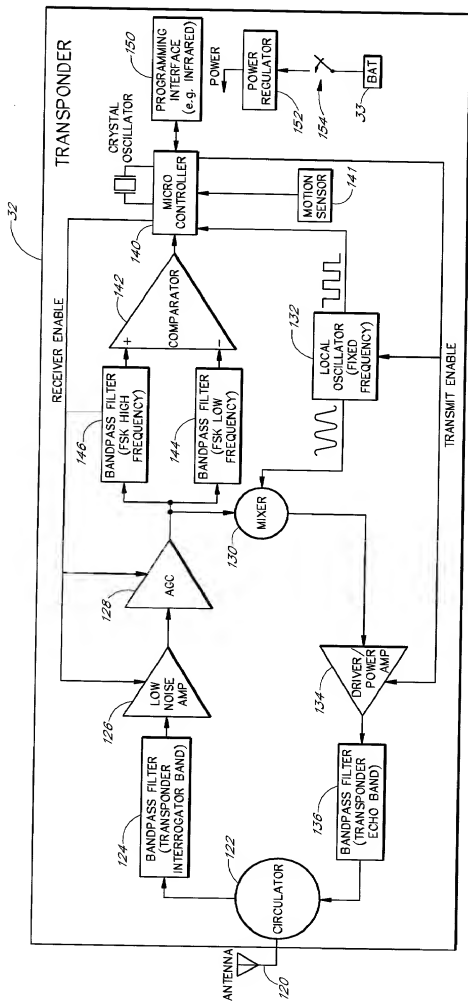 32
TRANSPONDER
RECEIVER ENABLE
CRYSTAL
OSCILLATOR
150
PROGRAMMING
INTERFACE
(e.g. INFRARED)
POWER
POWER
REGULATOR
152
154
BAT
33
MICRO
CONTROLLER
140
MOTION
SENSOR
141
142
COMPARATOR
+
–
146
BANDPASS FILTER
(FSK HIGH
FREQUENCY)
144
BANDPASS FILTER
(FSK LOW
FREQUENCY)
132
LOCAL
OSCILLATOR
(FIXED
FREQUENCY)
TRANSMIT ENABLE
128
AGC
MIXER
130
126
LOW
NOISE
AMP
134
DRIVER/
POWER
AMP
124
BANDPASS FILTER
(TRANSPONDER
INTERROGATOR BAND)
136
BANDPASS FILTER
(TRANSPONDER
ECHO BAND)
122
CIRCULATOR
ANTENNA
120